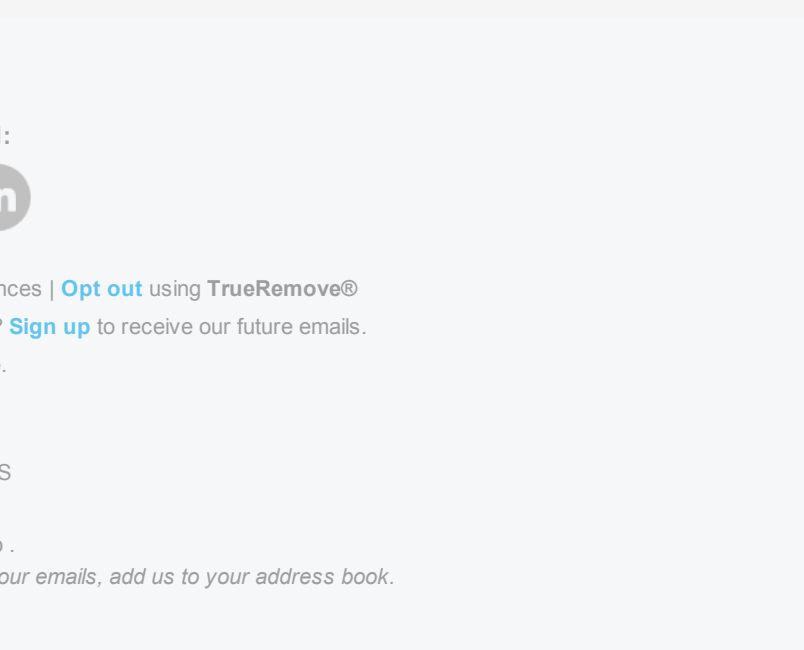 :
n
nces | Opt out using TrueRemove®
? Sign up to receive our future emails.
.
S
.
our emails, add us to your address book.